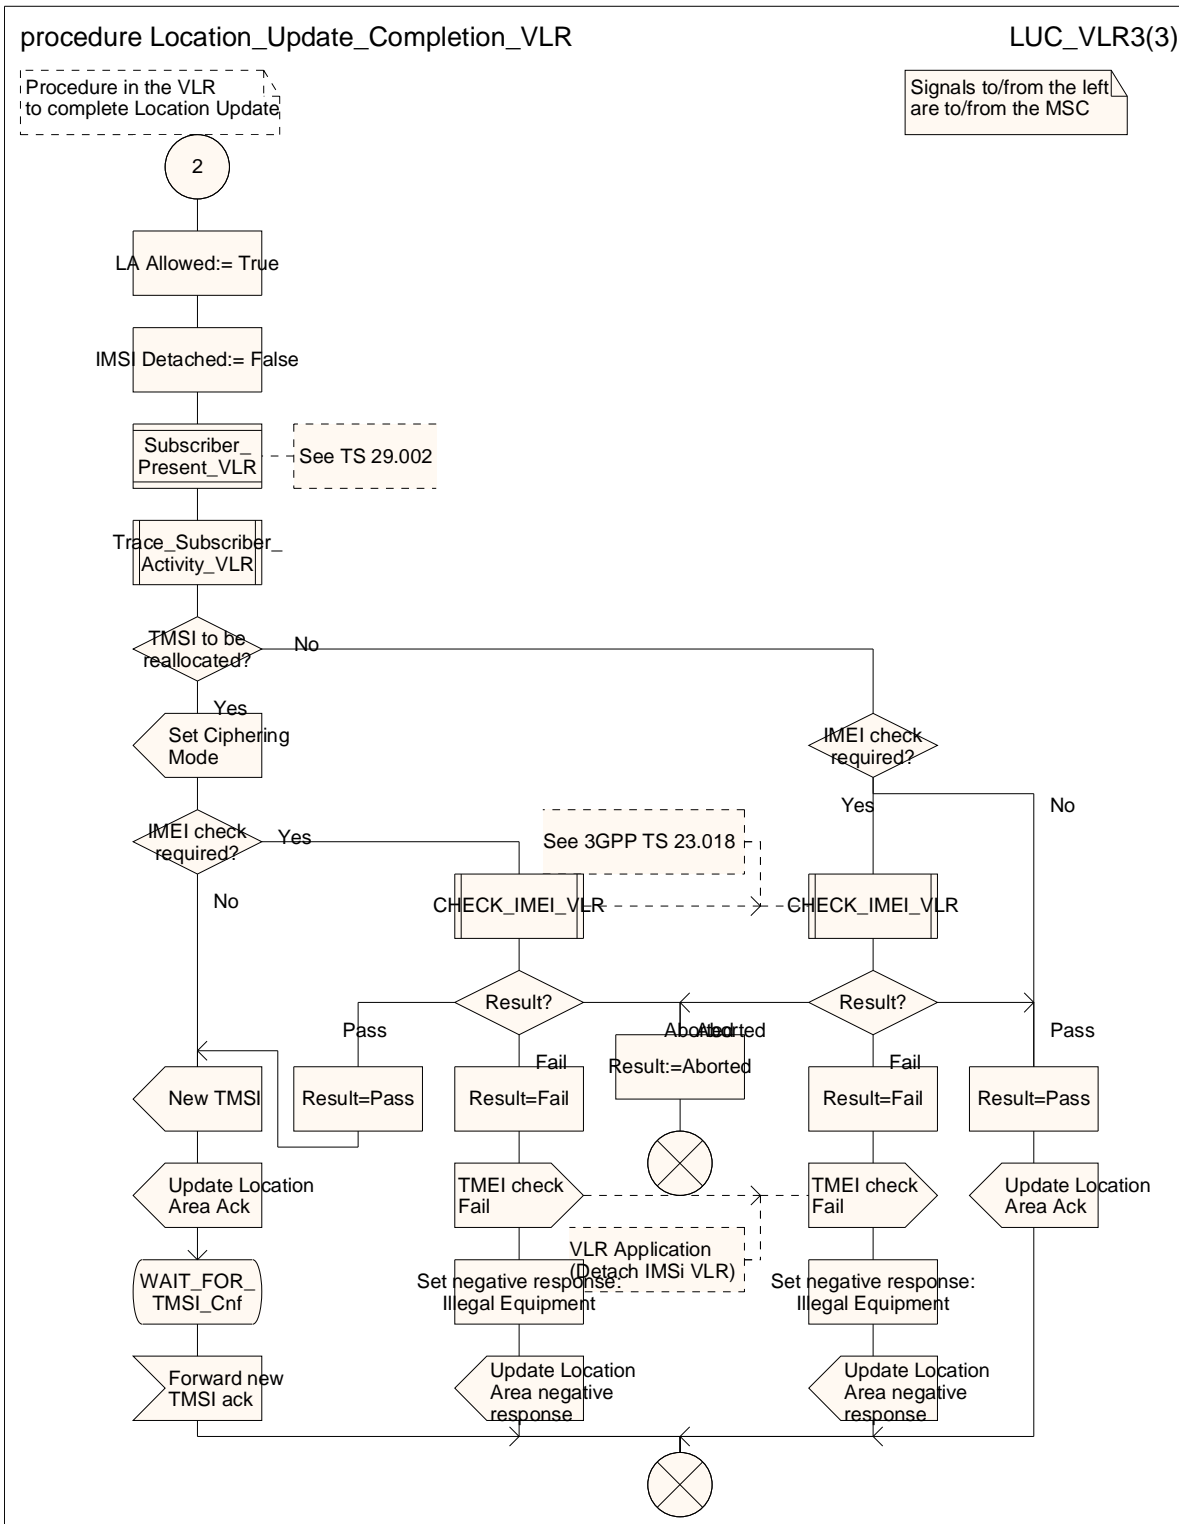 procedure Location_Update_Completion_VLR
LUC_VLR3(3)
Procedure in the VLR
to complete Location Update
Signals to/from the left
are to/from the MSC
2
LA Allowed:= True
IMSI Detached:= False
Subscriber_
Present_VLR
See TS 29.002
Trace_Subscriber_
Activity_VLR
TMSI to be
reallocated?
No
Yes
Set Ciphering
Mode
IMEI check
required?
Yes
No
IMEI check
required?
Yes
See 3GPP TS 23.018
No
CHECK_IMEI_VLR
CHECK_IMEI_VLR
Result?
Result?
Pass
Aborted
Aborted
Pass
Fail
Result:=Aborted
Fail
New TMSI
Result=Pass
Result=Fail
Result=Fail
Result=Pass
Update Location
Area Ack
TMEI check
Fail
TMEI check
Fail
Update Location
Area Ack
VLR Application
(Detach IMSi VLR)
WAIT_FOR_
TMSI_Cnf
Set negative response:
Illegal Equipment
Set negative response:
Illegal Equipment
Forward new
TMSI ack
Update Location
Area negative
response
Update Location
Area negative
response